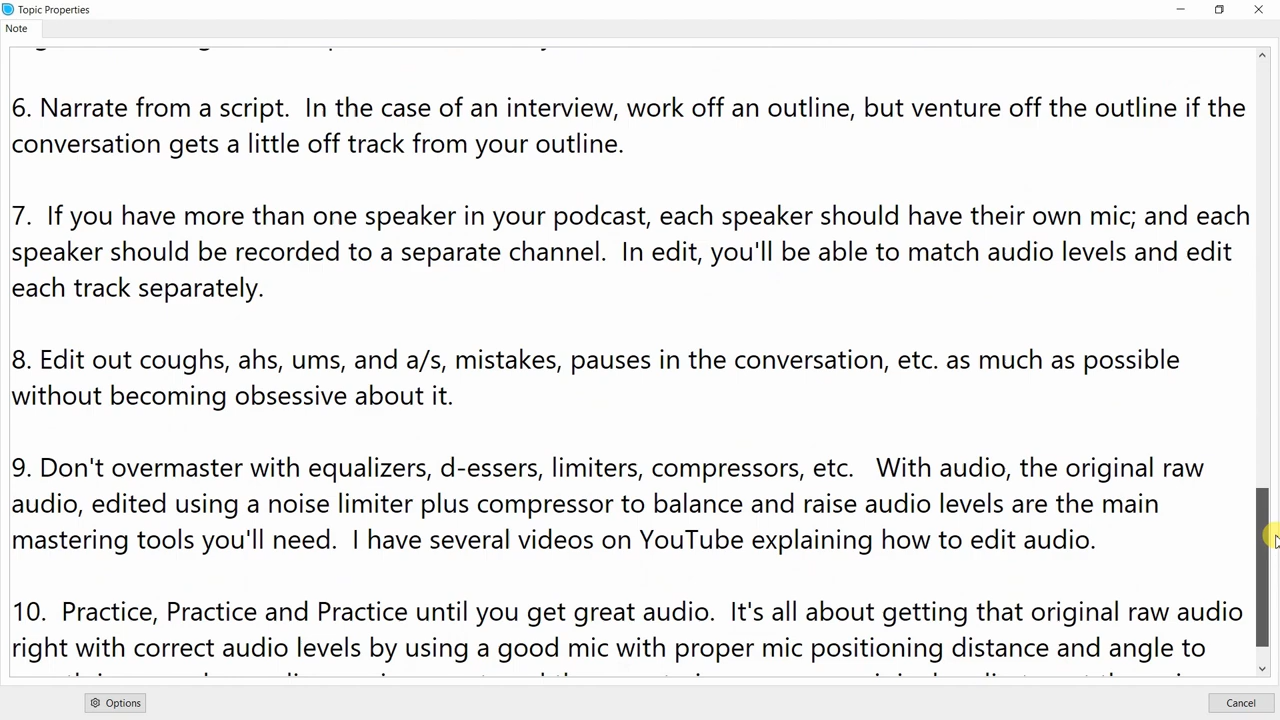 Topic Properties
Note
6. Narrate from a script.  In the case of an interview, work off an outline, but venture off the outline if the
conversation gets a little off track from your outline.
7.  If you have more than one speaker in your podcast, each speaker should have their own mic; and each
speaker should be recorded to a separate channel.  In edit, you'll be able to match audio levels and edit
each track separately.
8. Edit out coughs, ahs, ums, and a/s, mistakes, pauses in the conversation, etc. as much as possible
without becoming obsessive about it.
9. Don't overmaster with equalizers, d-essers, limiters, compressors, etc.   With audio, the original raw
audio, edited using a noise limiter plus compressor to balance and raise audio levels are the main
mastering tools you'll need.  I have several videos on YouTube explaining how to edit audio.
10.  Practice, Practice and Practice until you get great audio.  It's all about getting that original raw audio
right with correct audio levels by using a good mic with proper mic positioning distance and angle to
Options
Cancel